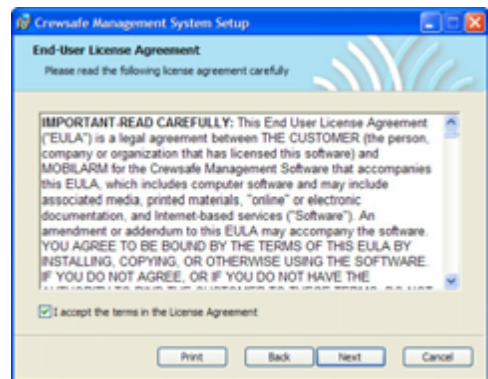 Crewsafe Management System Setup
End-User License Agreement
Please read the following license agreement carefully
IMPORTANT-READ CAREFULLY: This End User License Agreement
("EULA") is a legal agreement between THE CUSTOMER (the person,
company or organization that has licensed this software) and
MOBILARM for the Crewsafe Management Software that accompanies
this EULA, which includes computer software and may include
associated media, printed materials, "online" or electronic
documentation, and Internet-based services ("Software"). An
amendment or addendum to this EULA may accompany the software.
YOU AGREE TO BE BOUND BY THE TERMS OF THIS EULA BY
INSTALLING, COPYING, OR OTHERWISE USING THE SOFTWARE.
IF YOU DO NOT AGREE, OR IF YOU DO NOT HAVE THE
I accept the terms in the License Agreement
Print Back Next Cancel